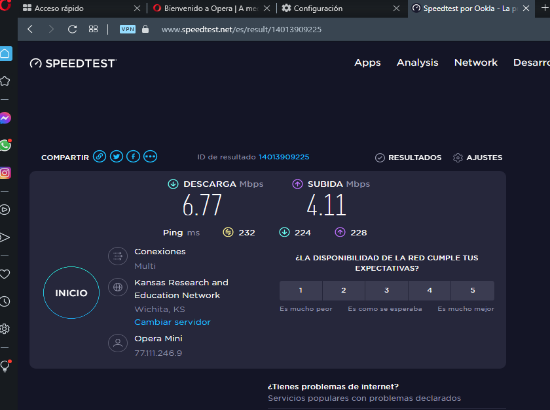 Acceso rápido
Bienvenido a Opera | A me
Configuración
Speedtest por Ookla - La p
VPN
www.speedtest.net/es/result/14013909225
SPEEDTEST
Apps
Analysis
Network
Desarro
COMPARTIR
ID de resultado 14013909225
RESULTADOS
AJUSTES
DESCARGA Mbps
SUBIDA Mbps
6.77
4.11
Ping ms
232
224
228
Conexiones
Multi
Kansas Research and
Education Network
Wichita, KS
Cambiar servidor
Opera Mini
77.111.246.9
INICIO
¿LA DISPONIBILIDAD DE LA RED CUMPLE TUS
EXPECTATIVAS?
1 2 3 4 5
Es mucho peor
Es como se esperaba
Es mucho mejor
¿Tienes problemas de internet?
Servicios populares con problemas declarados